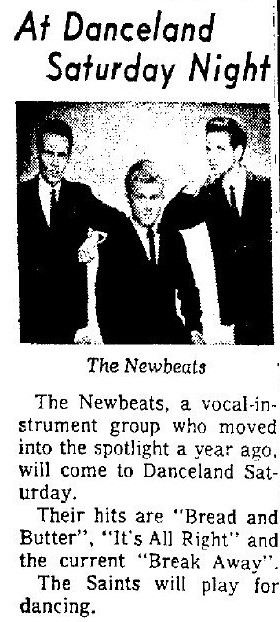 At Danceland
Saturday Night
The Newbeats
The Newbeats, a vocal-in-
strument group who moved
into the spotlight a year ago,
will come to Danceland Sat-
urday.
Their hits are "Bread and
Butter", "It's All Right" and
the current "Break Away".
The Saints will play for
dancing.